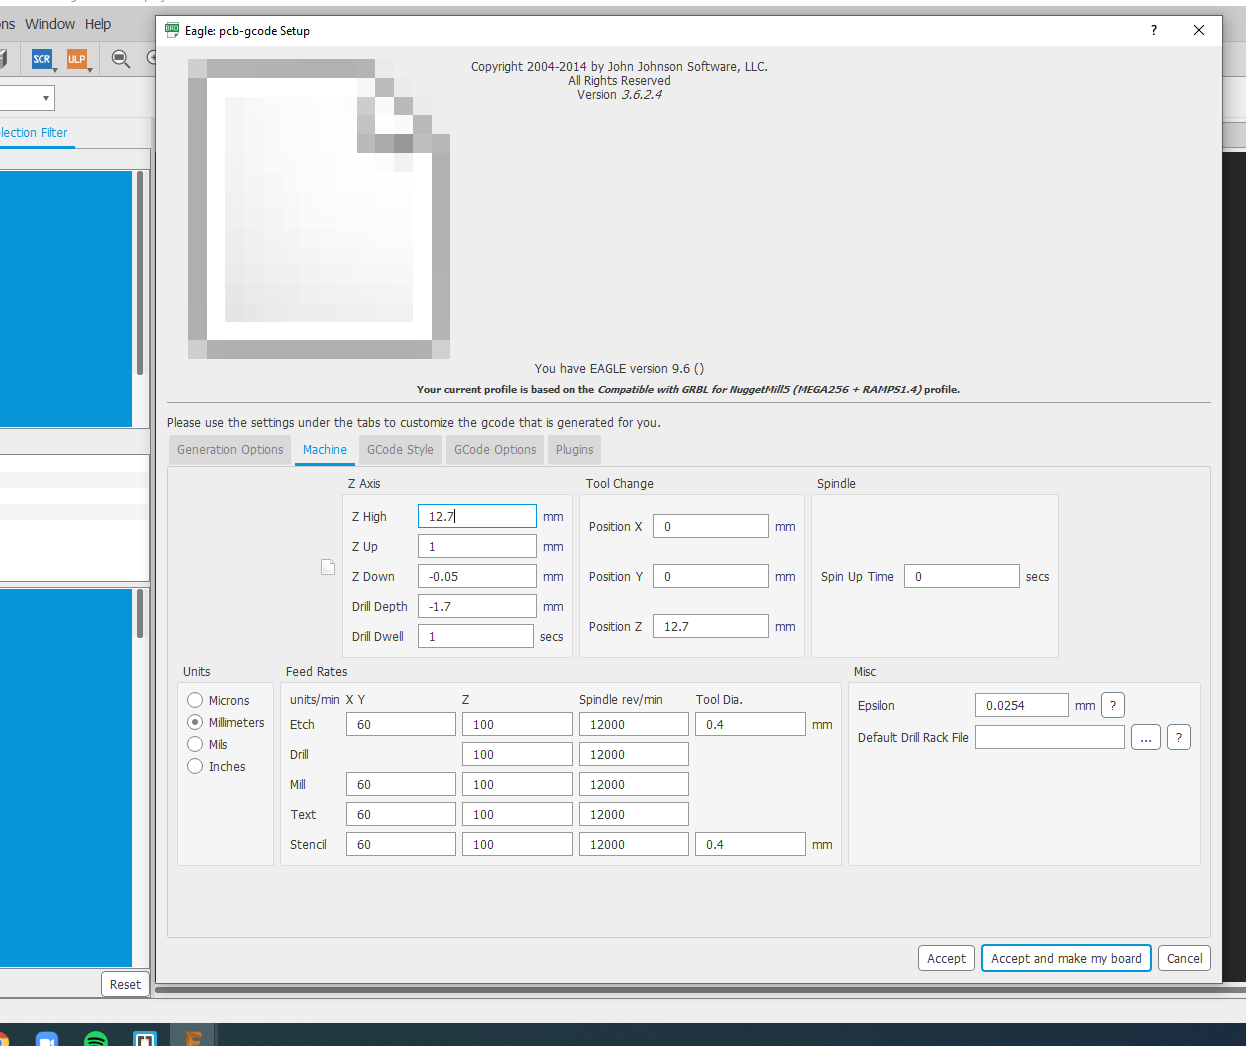 ons Window Help
Eagle: pcb-gcode Setup ?
SCR ULP
Copyright 2004-2014 by John Johnson Software, LLC.
All Rights Reserved
Version 3.6.2.4
lection Filter
You have EAGLE version 9.6 ()
Your current profile is based on the Compatible with GRBL for NuggetMill5 (MEGA256 + RAMPS1.4) profile.
Please use the settings under the tabs to customize the gcode that is generated for you.
Generation Options Machine GCode Style GCode Options Plugins
Z Axis Tool Change Spindle
Z High 12.7 mm
Z Up 1 mm
Z Down -0.05 mm
Drill Depth -1.7 mm
Drill Dwell 1 secs
Position X 0 mm
Position Y 0 mm
Position Z 12.7 mm
Spin Up Time 0 secs
Units
Microns
Millimeters
Mils
Inches
Feed Rates
units/min X Y Z Spindle rev/min Tool Dia.
Etch 60 100 12000 0.4 mm
Drill 100 12000
Mill 60 100 12000
Text 60 100 12000
Stencil 60 100 12000 0.4 mm
Misc
Epsilon 0.0254 mm ?
Default Drill Rack File ... ?
Accept Accept and make my board Cancel
Reset